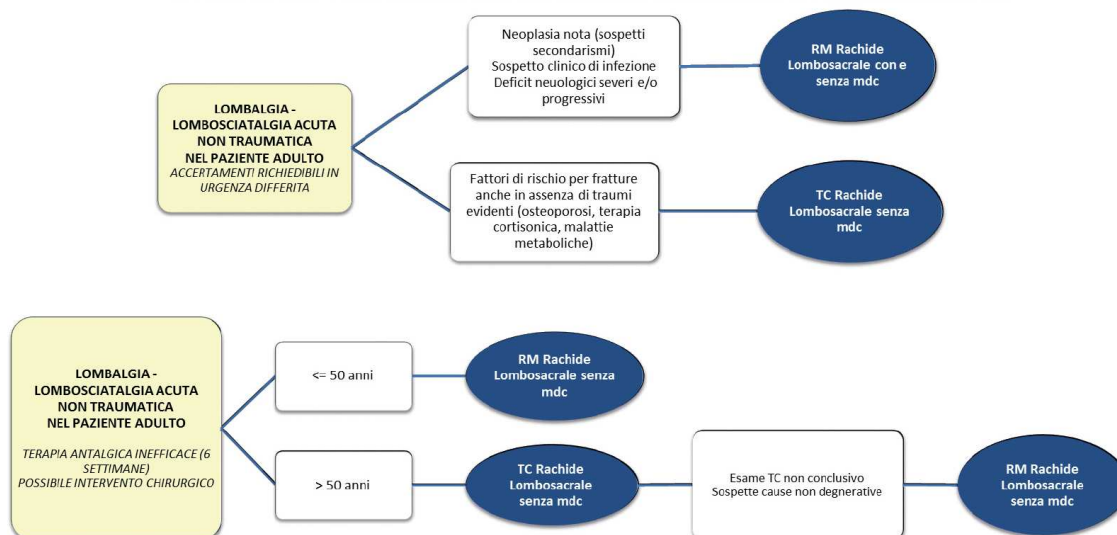 Neoplasia nota (sospetti
secondarismi)
Sospetto clinico di infezione
Deficit neuologici severi e/o
progressivi
RM Rachide
Lombosacrale con e
senza mdc
LOMBALGIA -
LOMBOSCIATALGIA ACUTA
NON TRAUMATICA
NEL PAZIENTE ADULTO
ACCERTAMENTI RICHIEDIBILI IN
URGENZA DIFFERITA
Fattori di rischio per fratture
anche in assenza di traumi
evidenti (osteoporosi, terapia
cortisonica, malattie
metaboliche)
TC Rachide
Lombosacrale senza
mdc
LOMBALGIA -
LOMBOSCIATALGIA ACUTA
NON TRAUMATICA
NEL PAZIENTE ADULTO
TERAPIA ANTALGICA INEFFICACE (6
SETTIMANE)
POSSIBILE INTERVENTO CHIRURGICO
<= 50 anni
RM Rachide
Lombosacrale senza
mdc
> 50 anni
TC Rachide
Lombosacrale
senza mdc
Esame TC non conclusivo
Sospette cause non degnerative
RM Rachide
Lombosacrale
senza mdc